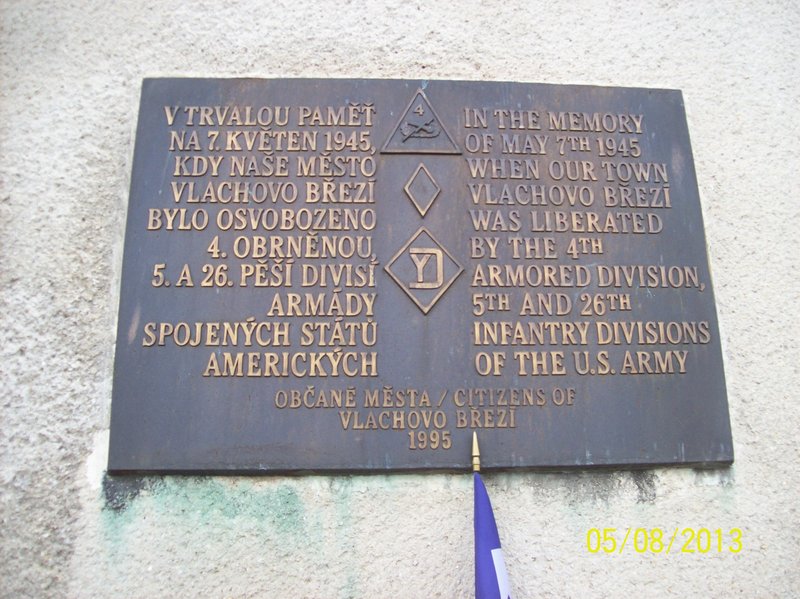 V TRVALOU PAMĚŤ
NA 7. KVĚTEN 1945,
KDY NAŠE MĚSTO
VLACHOVO BŘEZÍ
BYLO OSVOBOZENO
4. OBRNĚNOU,
5. A 26. PĚŠÍ DIVISÍ
ARMÁDY
SPOJENÝCH STÁTŮ
AMERICKÝCH
4
YD
IN THE MEMORY
OF MAY 7TH 1945
WHEN OUR TOWN
VLACHOVO BŘEZÍ
WAS LIBERATED
BY THE 4TH
ARMORED DIVISION,
5TH AND 26TH
INFANTRY DIVISIONS
OF THE U.S. ARMY
OBČANÉ MĚSTA / CITIZENS OF
VLACHOVO BŘEZÍ
1995
05/08/2013